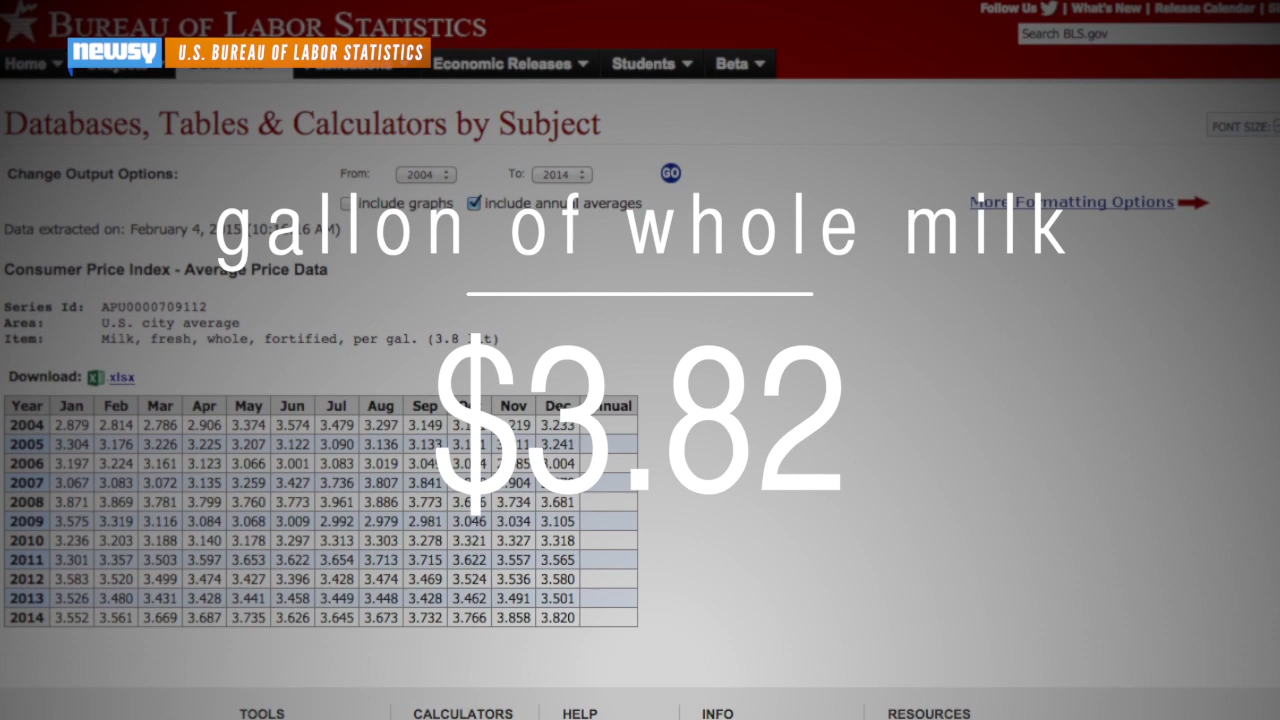 BUREAU OF LABOR STATISTICS
Follow Us | What's New | Release Calendar |
Search BLS.gov
newsy U.S. BUREAU OF LABOR STATISTICS
Home Economic Releases Students Beta
Databases, Tables & Calculators by Subject
FONT SIZE:
Change Output Options: From: 2004 To: 2014 GO
include graphs include annual averages
More Formatting Options
gallon of whole milk
Data extracted on: February 4, AM)
Consumer Price Index - Average Price Data
Series Id: APU0000709112
Area: U.S. city average
Item: Milk, fresh, whole, fortified, per gal. (3.8 lit)
$3.82
Download: .xlsx
Year Jan Feb Mar Apr May Jun Jul Aug Sep Nov Dec
2004 2.879 2.814 2.786 2.906 3.374 3.574 3.479 3.297 3.149 3.233
2005 3.304 3.176 3.226 3.225 3.207 3.122 3.090 3.136 3.133 3.241
2006 3.197 3.224 3.161 3.123 3.066 3.001 3.083 3.019
2007 3.067 3.083 3.072 3.135 3.259 3.427 3.736 3.807 3.841
2008 3.871 3.869 3.781 3.799 3.760 3.773 3.961 3.886 3.773 3.734 3.681
2009 3.575 3.319 3.116 3.084 3.068 3.009 2.992 2.979 2.981 3.046 3.034 3.105
2010 3.236 3.203 3.188 3.140 3.178 3.297 3.313 3.303 3.278 3.321 3.327 3.318
2011 3.301 3.357 3.503 3.597 3.653 3.622 3.654 3.713 3.715 3.622 3.557 3.565
2012 3.583 3.520 3.499 3.474 3.427 3.396 3.428 3.474 3.469 3.524 3.536 3.580
2013 3.526 3.480 3.431 3.428 3.441 3.458 3.449 3.448 3.428 3.462 3.491 3.501
2014 3.552 3.561 3.669 3.687 3.735 3.626 3.645 3.673 3.732 3.766 3.858 3.820
TOOLS CALCULATORS HELP INFO RESOURCES